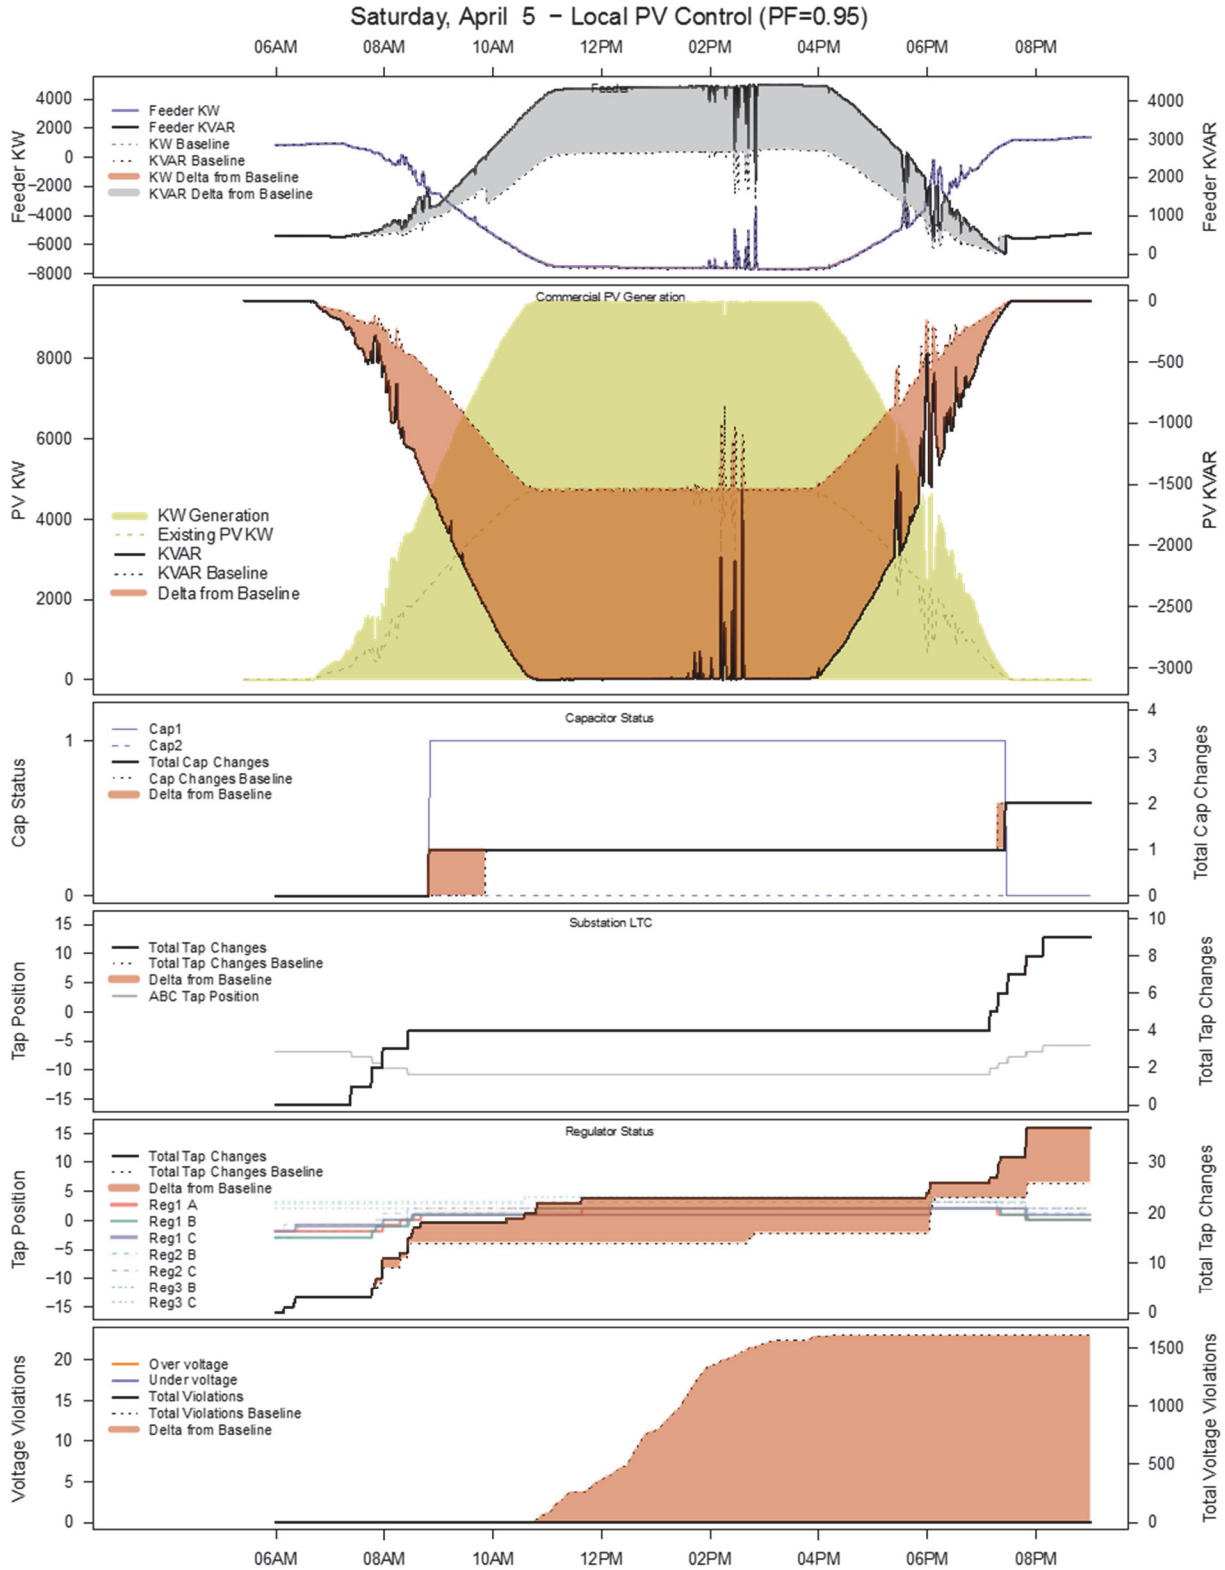 Saturday, April 5 − Local PV Control (PF=0.95)
06AM 08AM 10AM 12PM 02PM 04PM 06PM 08PM
Feeder
Feeder KW
4000
2000
0
−2000
−4000
−6000
−8000
Feeder KW
Feeder KVAR
KW Baseline
KVAR Baseline
KW Delta from Baseline
KVAR Delta from Baseline
4000
3000
2000
1000
0
Feeder KVAR
Commercial PV Generation
PV KW
8000
6000
4000
2000
0
KW Generation
Existing PV KW
KVAR
KVAR Baseline
Delta from Baseline
0
−500
−1000
−1500
−2000
−2500
−3000
PV KVAR
Capacitor Status
Cap Status
1
0
Cap1
Cap2
Total Cap Changes
Cap Changes Baseline
Delta from Baseline
4
3
2
1
0
Total Cap Changes
Substation LTC
Tap Position
15
10
5
0
−5
−10
−15
Total Tap Changes
Total Tap Changes Baseline
Delta from Baseline
ABC Tap Position
10
8
6
4
2
0
Total Tap Changes
Regulator Status
Tap Position
15
10
5
0
−5
−10
−15
Total Tap Changes
Total Tap Changes Baseline
Delta from Baseline
Reg1 A
Reg1 B
Reg1 C
Reg2 B
Reg2 C
Reg3 B
Reg3 C
30
20
10
0
Total Tap Changes
Voltage Violations
20
15
10
5
0
Over voltage
Under voltage
Total Violations
Total Violations Baseline
Delta from Baseline
1500
1000
500
0
Total Voltage Violations
06AM 08AM 10AM 12PM 02PM 04PM 06PM 08PM